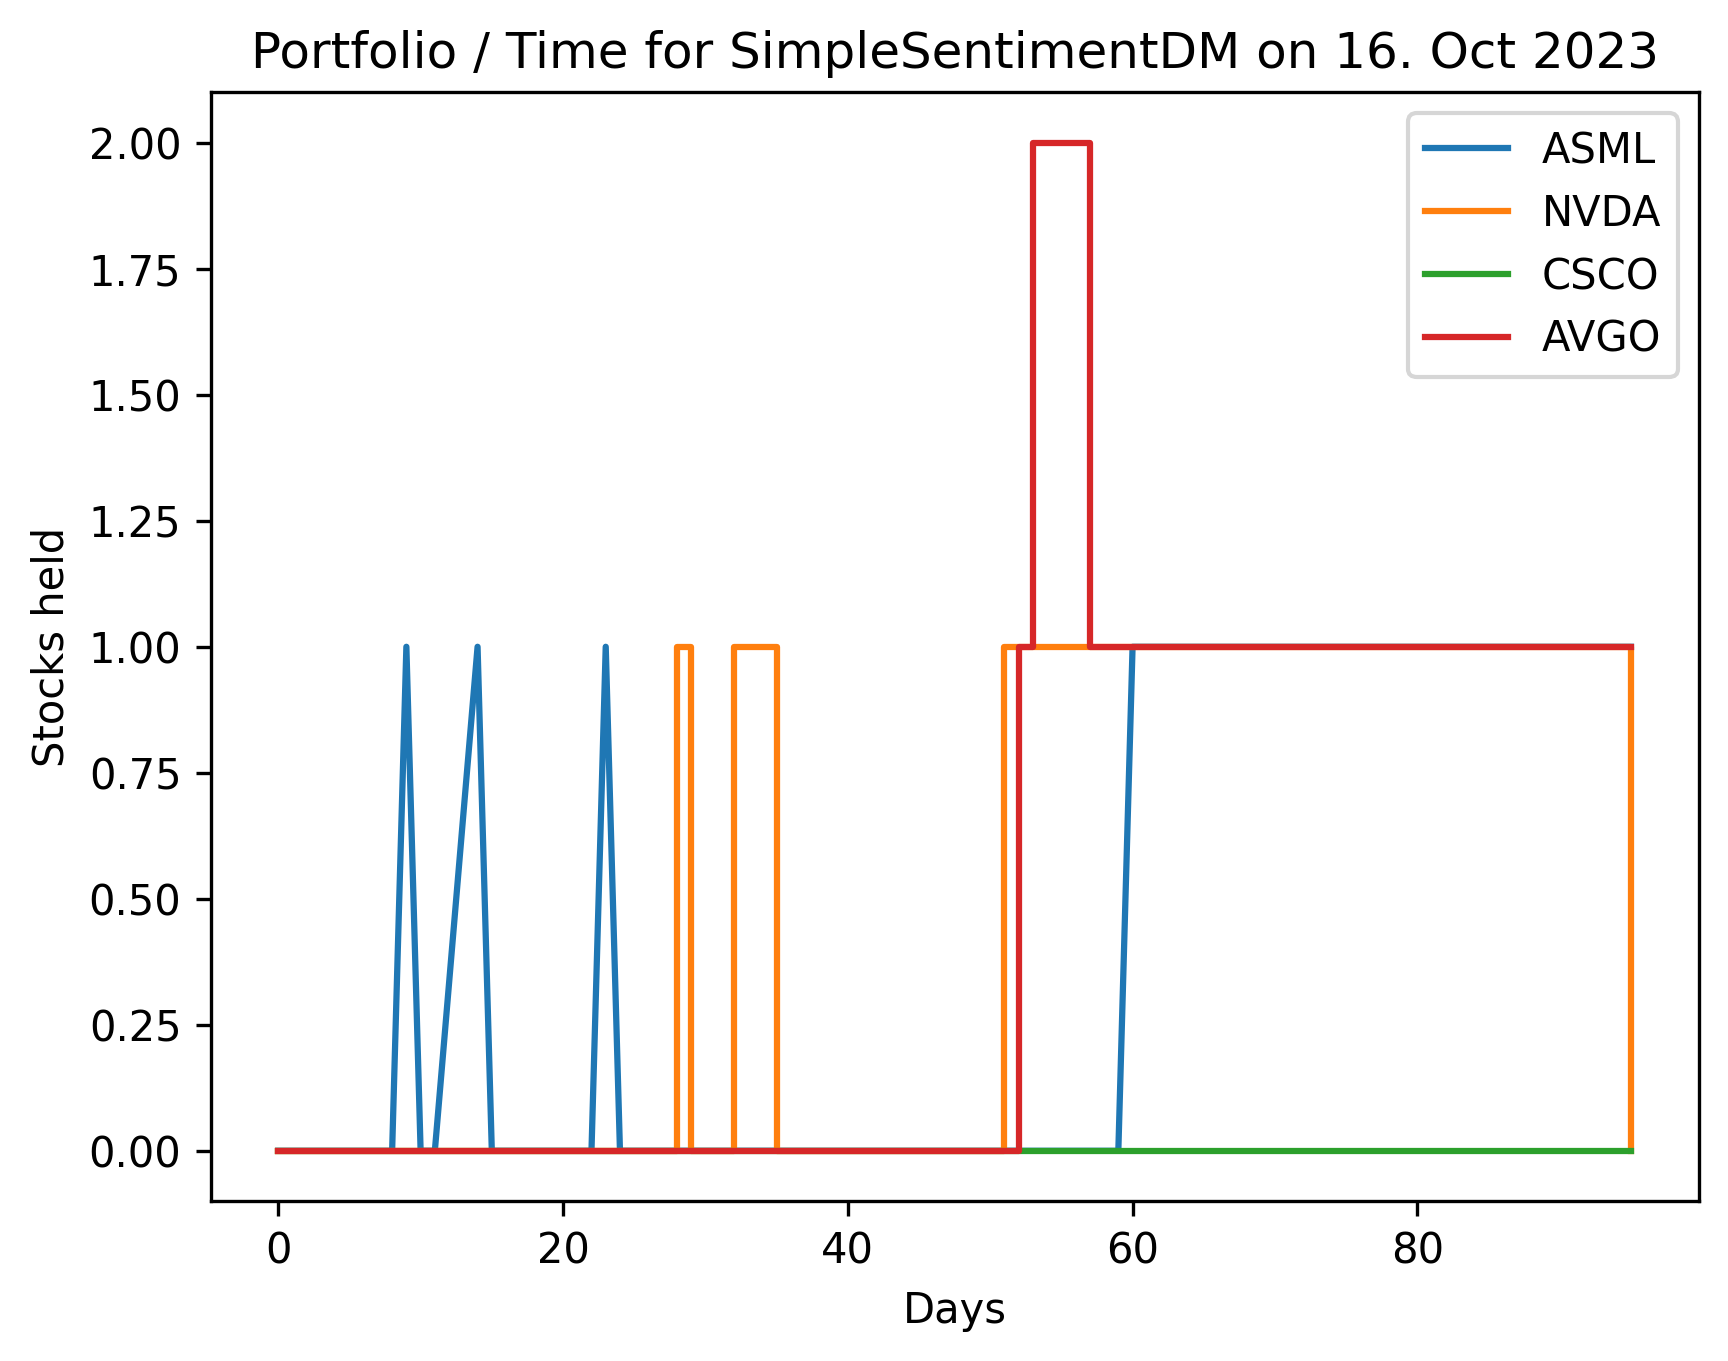 Portfolio / Time for SimpleSentimentDM on 16. Oct 2023
ASML
NVDA
CSCO
AVGO
Stocks held
2.00
1.75
1.50
1.25
1.00
0.75
0.50
0.25
0.00
0 20 40 60 80
Days